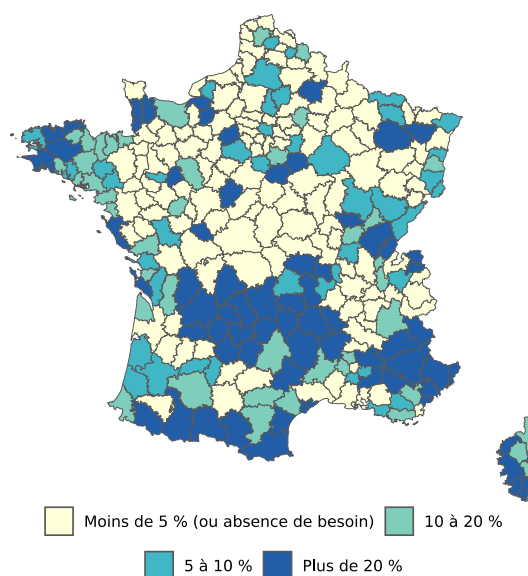 Moins de 5 % (ou absence de besoin) 10 à 20 %
5 à 10 % Plus de 20 %